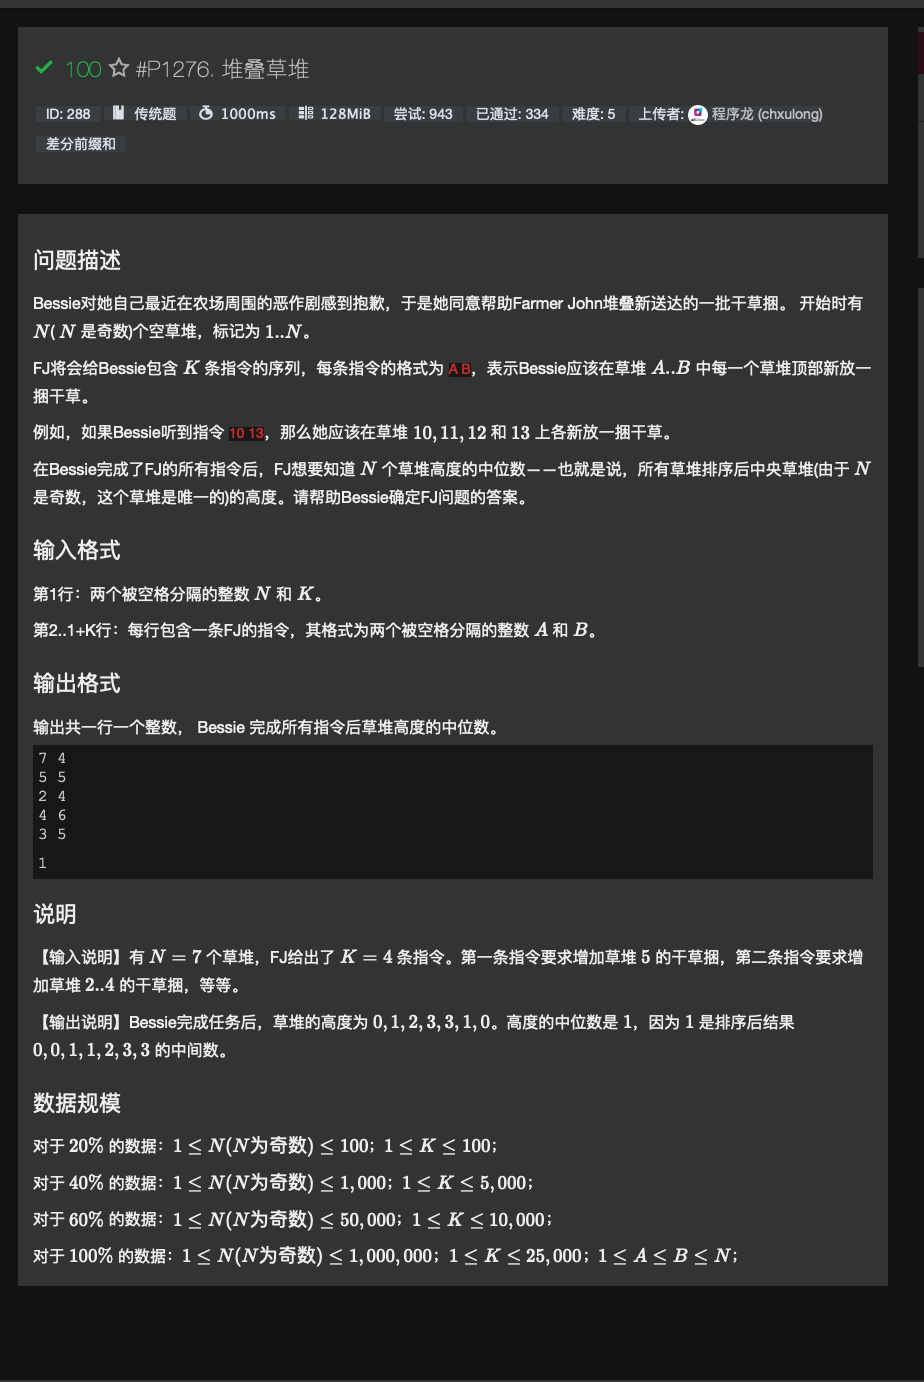 100 #P1276. 堆叠草堆
ID: 288 传统题 1000ms 128MiB 尝试: 943 已通过: 334 难度: 5 上传者: 程序龙 (chxulong)
差分前缀和
问题描述
Bessie对她自己最近在农场周围的恶作剧感到抱歉，于是她同意帮助Farmer John堆叠新送达的一批干草捆。 开始时有
N( N 是奇数)个空草堆，标记为 1..N。
FJ将会给Bessie包含 K 条指令的序列，每条指令的格式为 A B，表示Bessie应该在草堆 A..B 中每一个草堆顶部新放一
捆干草。
例如，如果Bessie听到指令 10 13，那么她应该在草堆 10, 11, 12 和 13 上各新放一捆干草。
在Bessie完成了FJ的所有指令后，FJ想要知道 N 个草堆高度的中位数——也就是说，所有草堆排序后中央草堆(由于 N
是奇数，这个草堆是唯一的)的高度。请帮助Bessie确定FJ问题的答案。
输入格式
第1行：两个被空格分隔的整数 N 和 K。
第2..1+K行：每行包含一条FJ的指令，其格式为两个被空格分隔的整数 A 和 B。
输出格式
输出共一行一个整数， Bessie 完成所有指令后草堆高度的中位数。
7 4
5 5
2 4
4 6
3 5
1
说明
【输入说明】有 N = 7 个草堆，FJ给出了 K = 4 条指令。第一条指令要求增加草堆 5 的干草捆，第二条指令要求增
加草堆 2..4 的干草捆，等等。
【输出说明】Bessie完成任务后，草堆的高度为 0, 1, 2, 3, 3, 1, 0。高度的中位数是 1，因为 1 是排序后结果
0, 0, 1, 1, 2, 3, 3 的中间数。
数据规模
对于 20% 的数据：1 ≤ N(N为奇数) ≤ 100；1 ≤ K ≤ 100；
对于 40% 的数据：1 ≤ N(N为奇数) ≤ 1, 000；1 ≤ K ≤ 5, 000；
对于 60% 的数据：1 ≤ N(N为奇数) ≤ 50, 000；1 ≤ K ≤ 10, 000；
对于 100% 的数据：1 ≤ N(N为奇数) ≤ 1, 000, 000；1 ≤ K ≤ 25, 000；1 ≤ A ≤ B ≤ N；